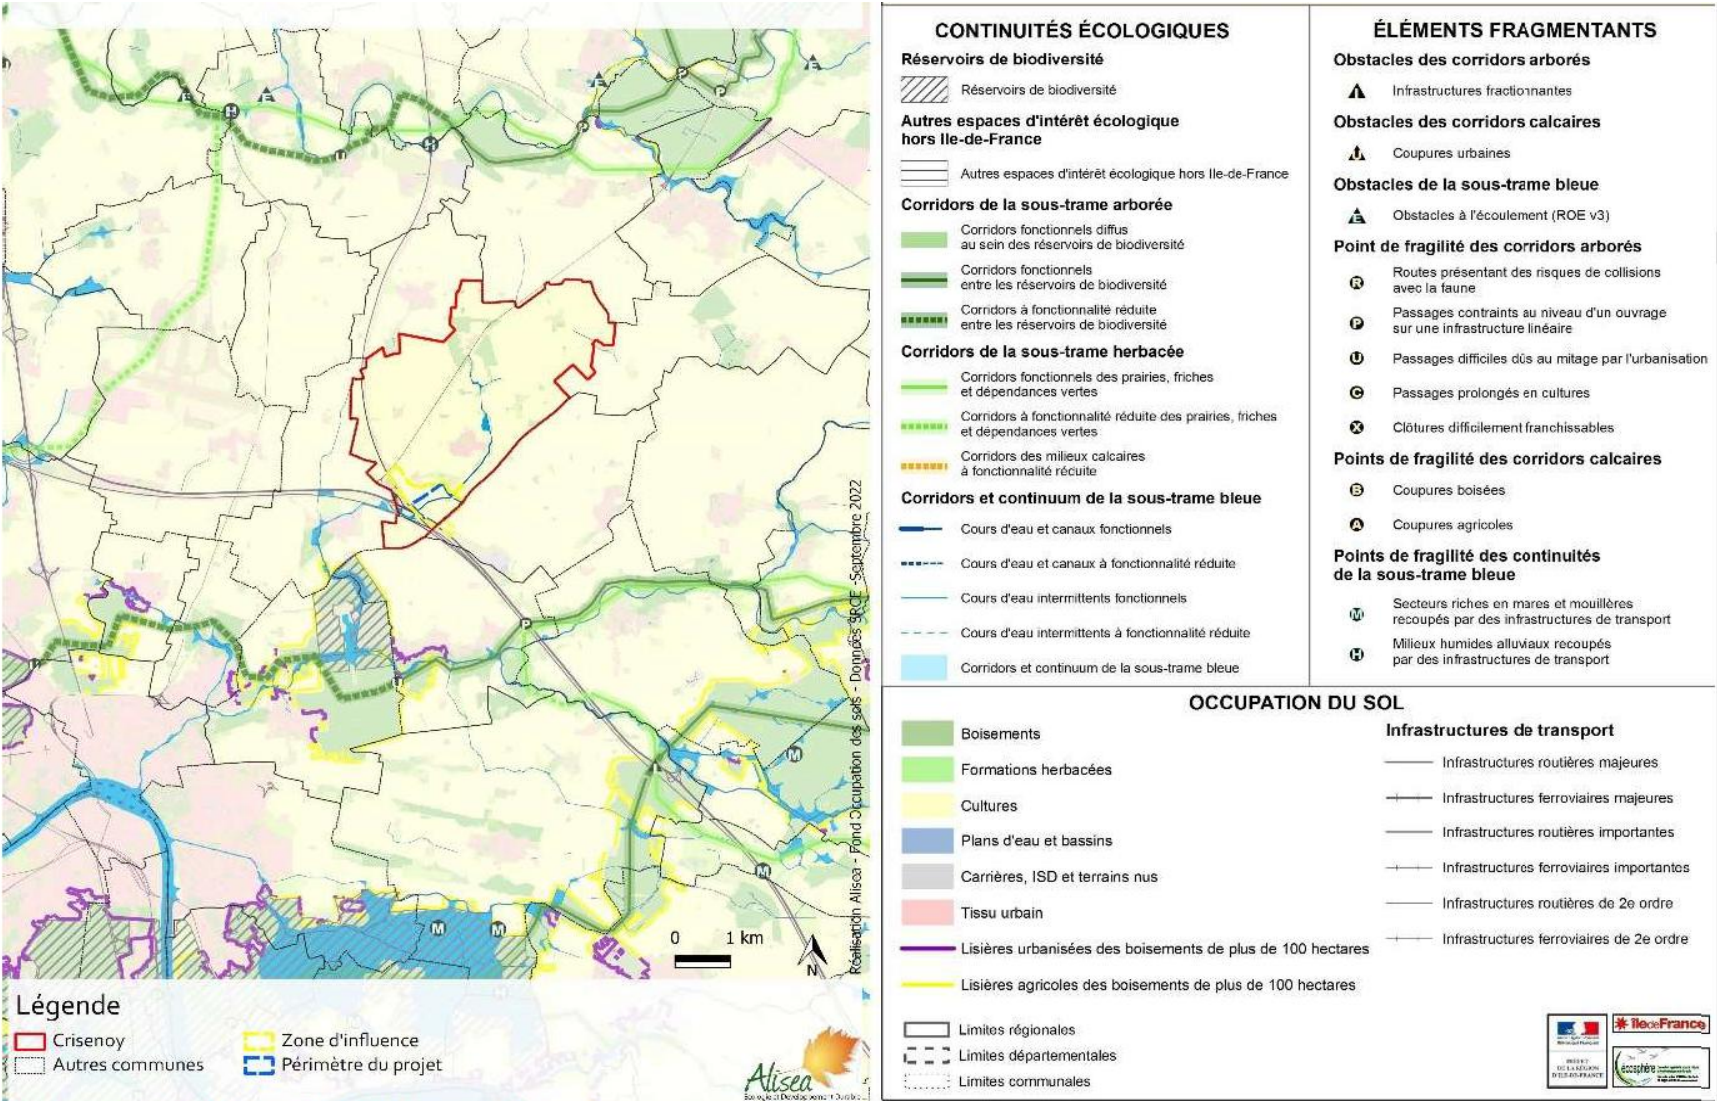 CONTINUITÉS ÉCOLOGIQUES
Réservoirs de biodiversité
Réservoirs de biodiversité
Autres espaces d'intérêt écologique
hors Ile-de-France
Autres espaces d'intérêt écologique hors Ile-de-France
Corridors de la sous-trame arborée
Corridors fonctionnels diffus
au sein des réservoirs de biodiversité
Corridors fonctionnels
entre les réservoirs de biodiversité
Corridors à fonctionnalité réduite
entre les réservoirs de biodiversité
Corridors de la sous-trame herbacée
Corridors fonctionnels des prairies, friches
et dépendances vertes
Corridors à fonctionnalité réduite des prairies, friches
et dépendances vertes
Corridors des milieux calcaires
à fonctionnalité réduite
Corridors et continuum de la sous-trame bleue
Cours d'eau et canaux fonctionnels
Cours d'eau et canaux à fonctionnalité réduite
Cours d'eau intermittents fonctionnels
Cours d'eau intermittents à fonctionnalité réduite
Corridors et continuum de la sous-trame bleue
ÉLÉMENTS FRAGMENTANTS
Obstacles des corridors arborés
Infrastructures fractionnantes
Obstacles des corridors calcaires
Coupures urbaines
Obstacles de la sous-trame bleue
E Obstacles à l'écoulement (ROE v3)
Point de fragilité des corridors arborés
R Routes présentant des risques de collisions
avec la faune
P Passages contraints au niveau d'un ouvrage
sur une infrastructure linéaire
U Passages difficiles dûs au mitage par l'urbanisation
C Passages prolongés en cultures
X Clôtures difficilement franchissables
Points de fragilité des corridors calcaires
B Coupures boisées
A Coupures agricoles
Points de fragilité des continuités
de la sous-trame bleue
M Secteurs riches en mares et mouillères
recoupés par des infrastructures de transport
H Milieux humides alluviaux recoupés
par des infrastructures de transport
OCCUPATION DU SOL
Boisements
Formations herbacées
Cultures
Plans d'eau et bassins
Carrières, ISD et terrains nus
Tissu urbain
Lisières urbanisées des boisements de plus de 100 hectares
Lisières agricoles des boisements de plus de 100 hectares
Limites régionales
Limites départementales
Limites communales
Infrastructures de transport
Infrastructures routières majeures
Infrastructures ferroviaires majeures
Infrastructures routières importantes
Infrastructures ferroviaires importantes
Infrastructures routières de 2e ordre
Infrastructures ferroviaires de 2e ordre
îledeFrance
PRÉFET
DE LA RÉGION
D'ILE-DE-FRANCE
écosphère
Réalisation Alisea - Fond Occupation des sols - Données SRCE -Septembre 2022
0 1 km
N
Légende
Crisenoy
Autres communes
Zone d'influence
Périmètre du projet
Alisea
Ecologie et Développement Durable